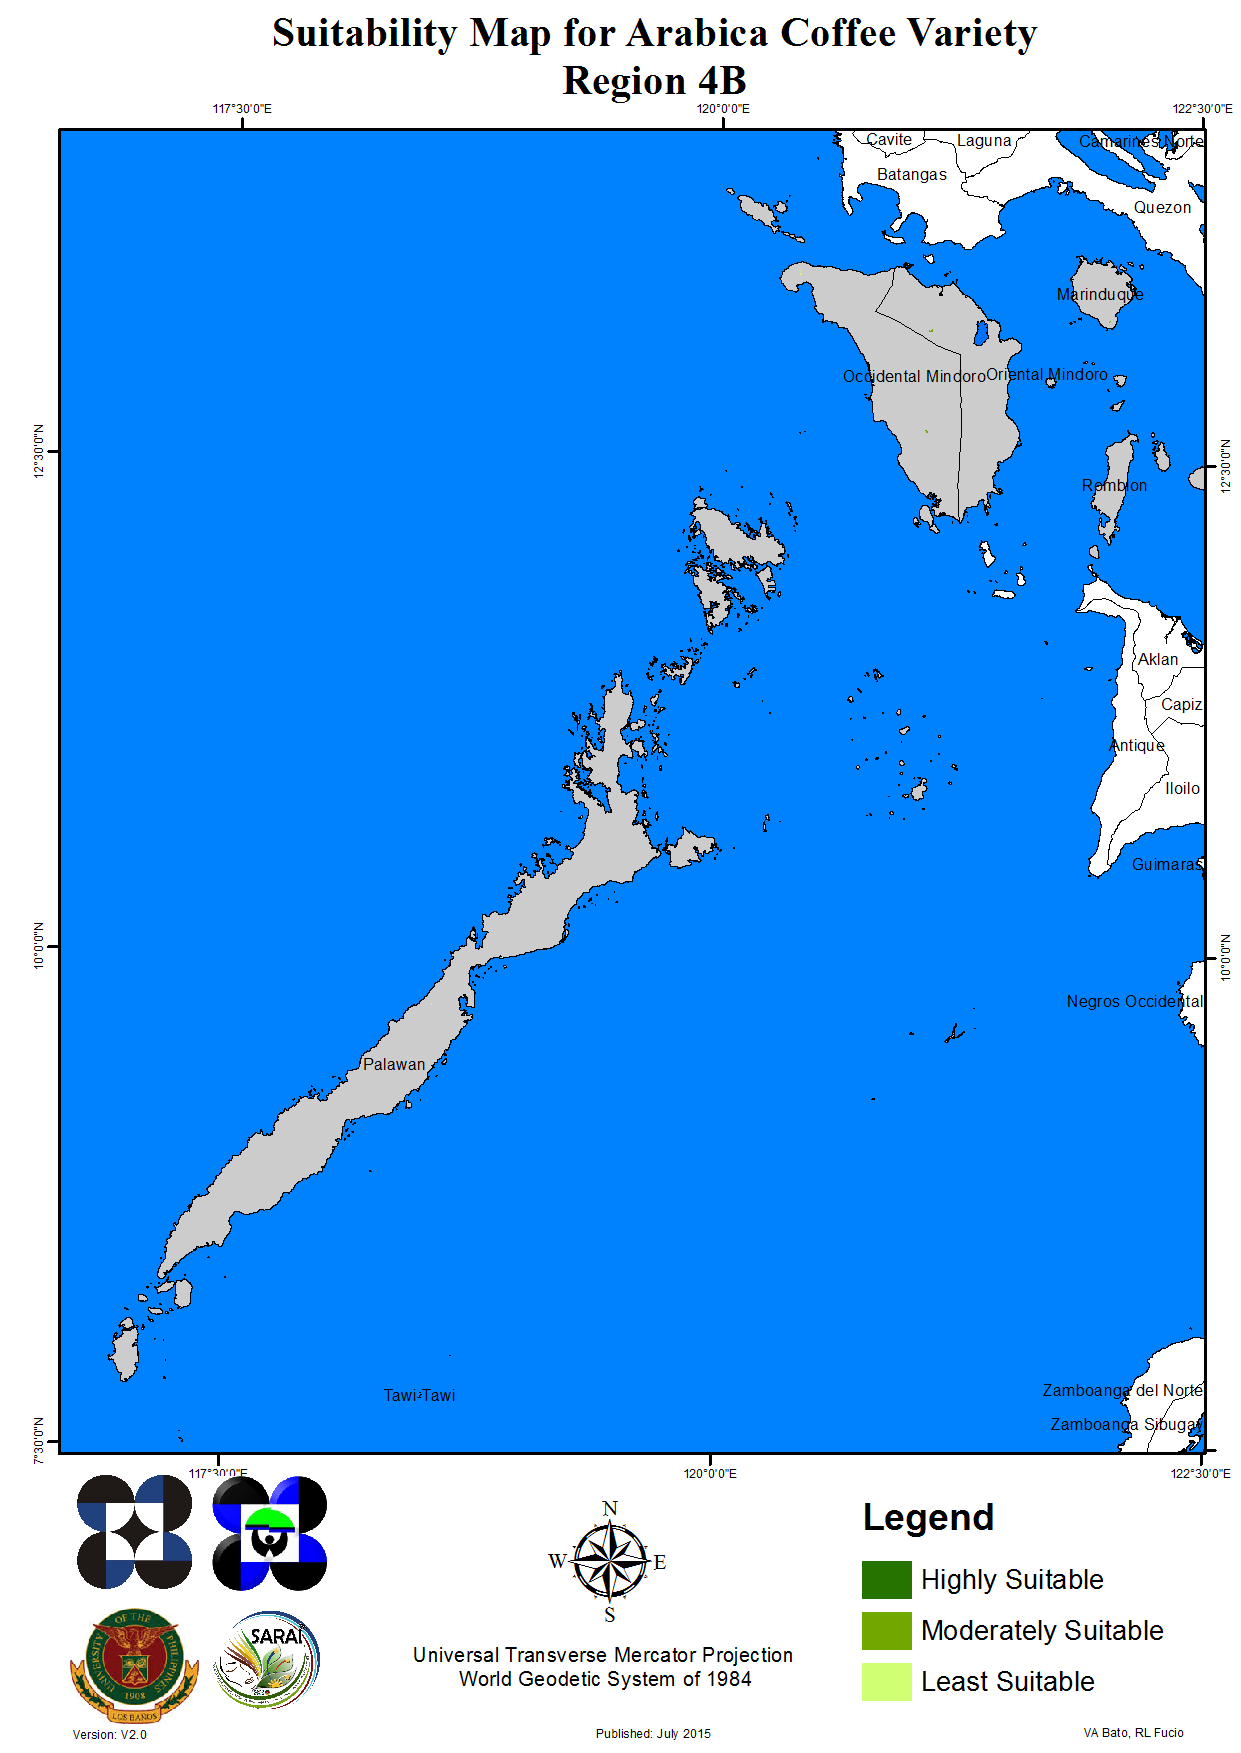 Suitability Map for Arabica Coffee Variety
Region 4B
117°30'0"E
120°0'0"E
122°30'0"E
Cavite
Laguna
Camarines Norte
Batangas
Quezon
Marinduque
Occidental Mindoro
Oriental Mindoro
12°30'0"N
12°30'0"N
Romblon
Aklan
Capiz
Antique
Iloilo
Guimaras
10°0'0"N
10°0'0"N
Negros Occidental
Palawan
Tawi-Tawi
Zamboanga del Norte
Zamboanga Sibugay
7°30'0"N
117°30'0"E
120°0'0"E
122°30'0"E
N
W
E
S
Universal Transverse Mercator Projection
World Geodetic System of 1984
Legend
Highly Suitable
Moderately Suitable
Least Suitable
UNIVERSITY OF THE PHILIPPINES
1908
LOS BAÑOS
SARAI
Version: V2.0
Published: July 2015
VA Bato, RL Fucio